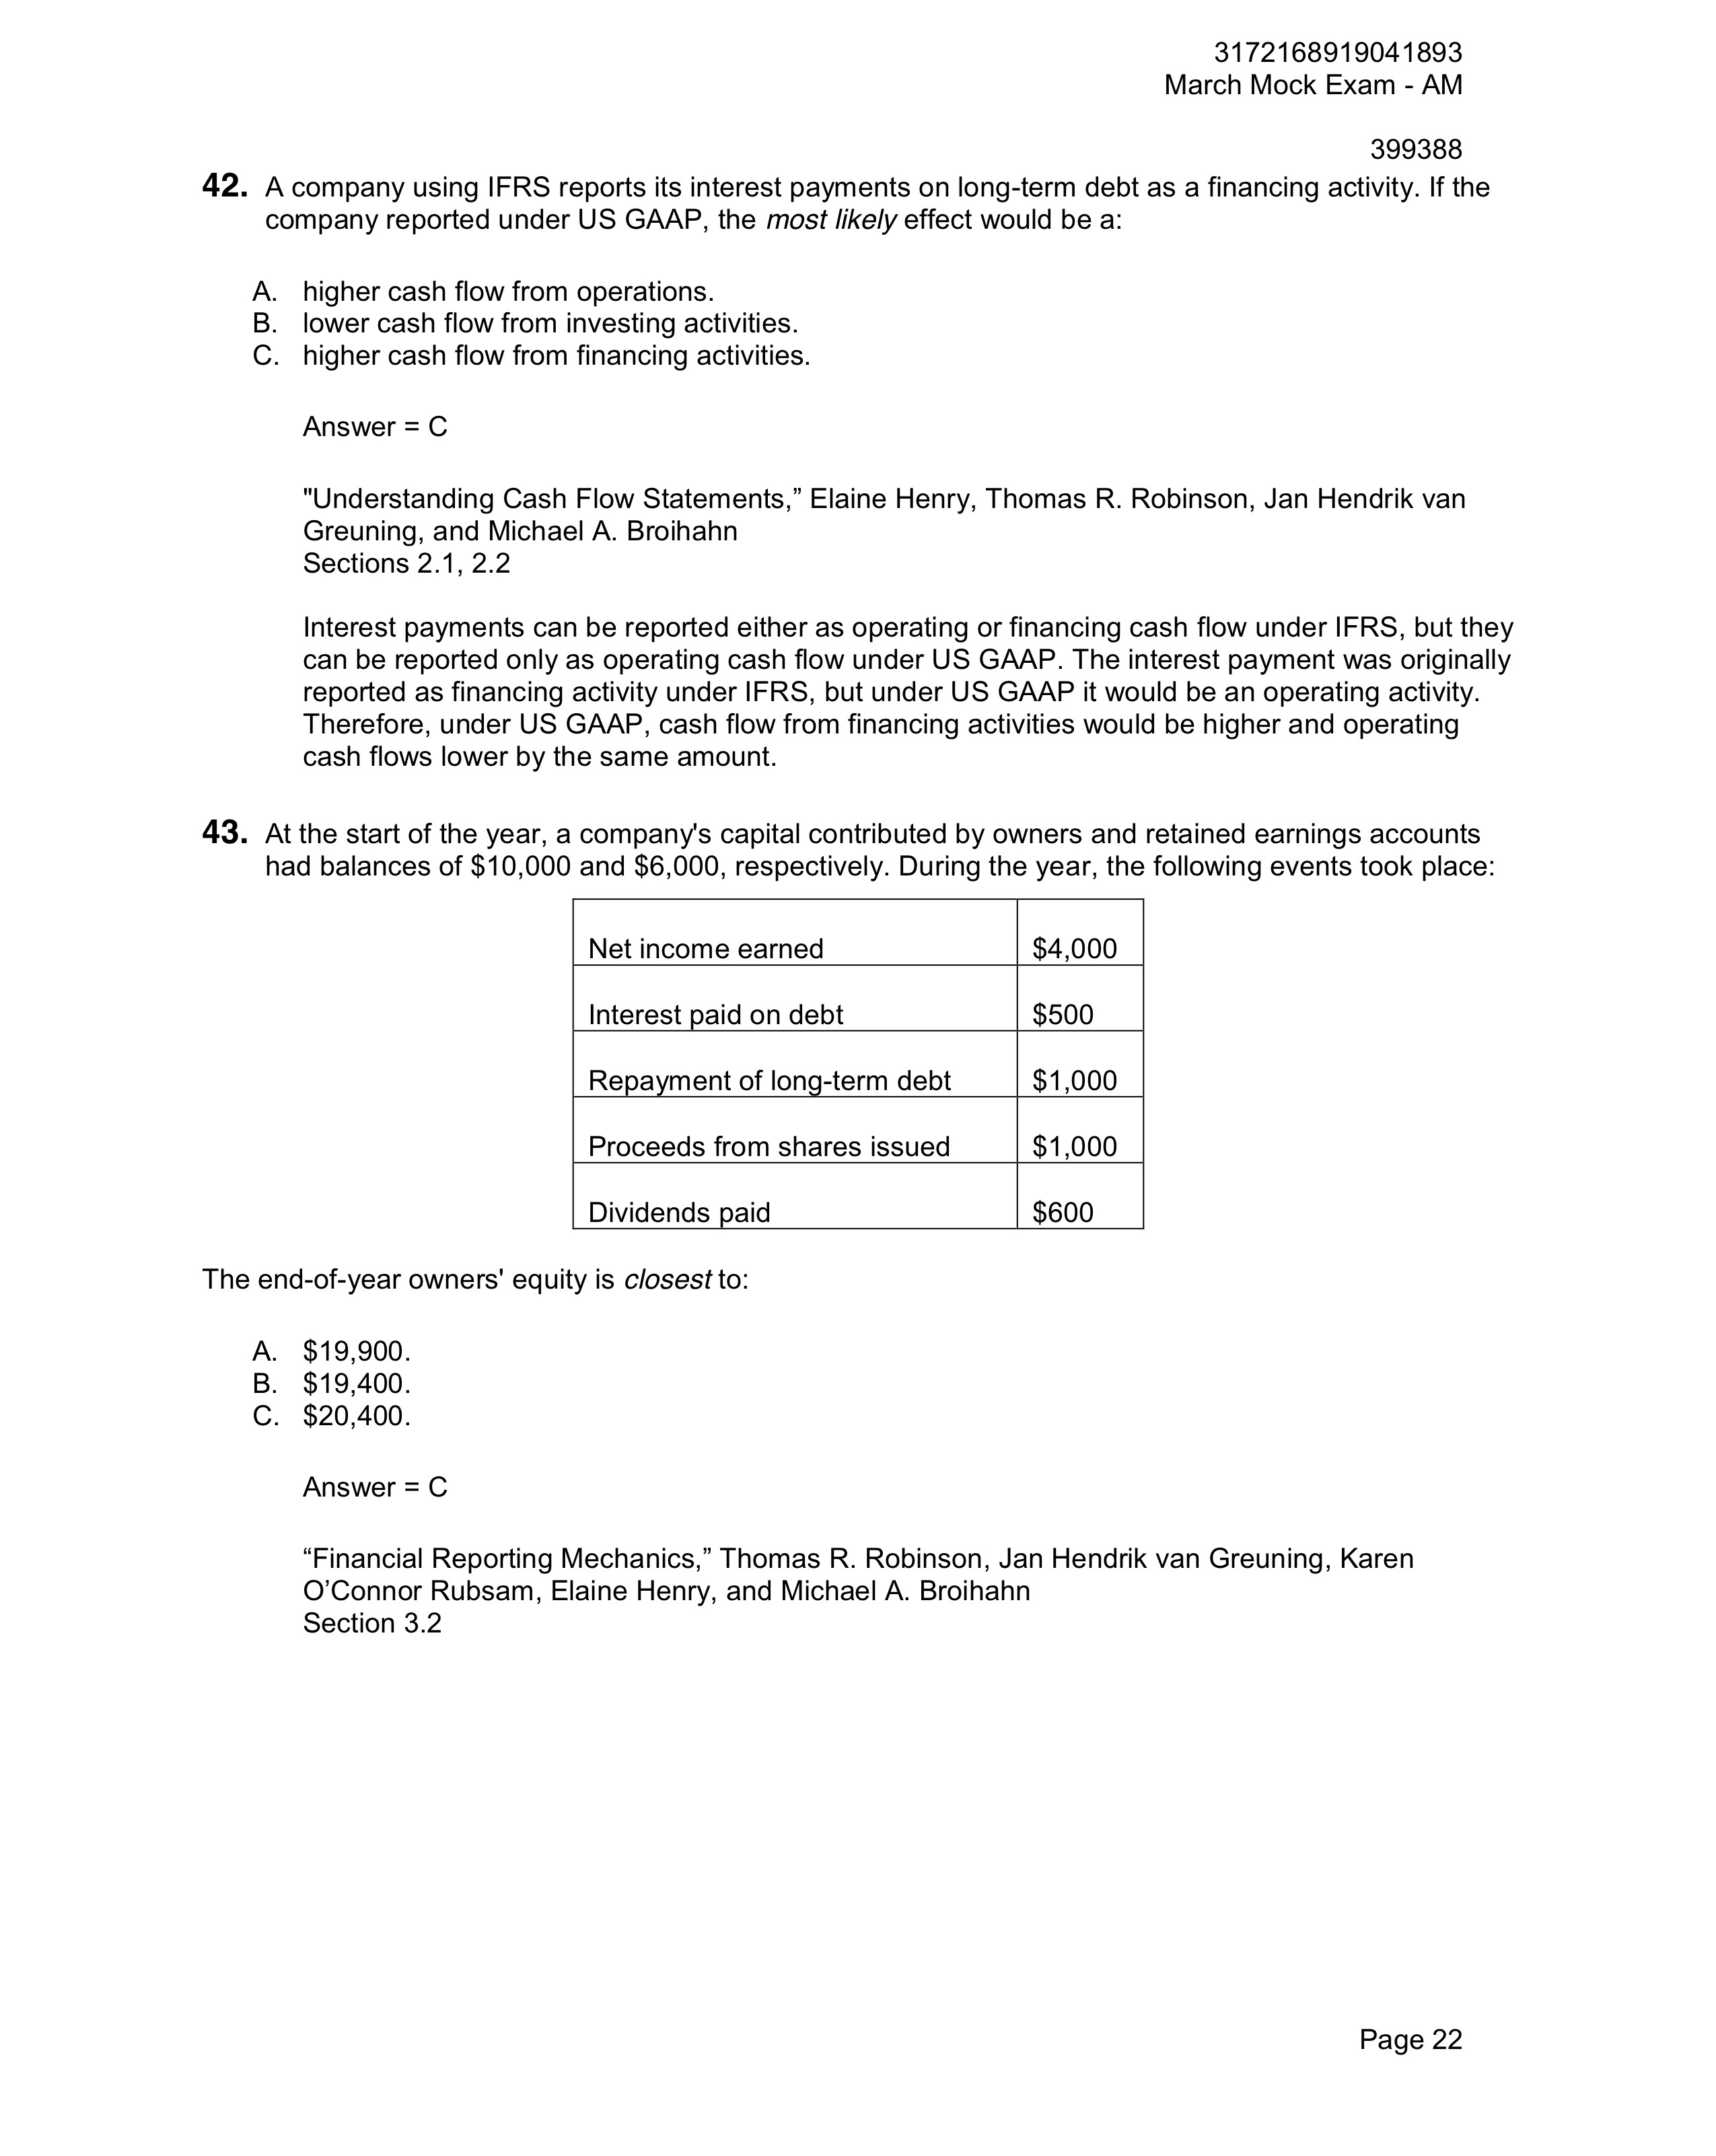 3172168919041893
March Mock Exam - AM
399388
42. A company using IFRS reports its interest payments on long-term debt as a financing activity. If the
company reported under US GAAP, the most likely effect would be a:
A. higher cash flow from operations.
B. lower cash flow from investing activities.
C. higher cash flow from financing activities.
Answer = C
"Understanding Cash Flow Statements,” Elaine Henry, Thomas R. Robinson, Jan Hendrik van
Greuning, and Michael A. Broihahn
Sections 2.1, 2.2
Interest payments can be reported either as operating or financing cash flow under IFRS, but they
can be reported only as operating cash flow under US GAAP. The interest payment was originally
reported as financing activity under IFRS, but under US GAAP it would be an operating activity.
Therefore, under US GAAP, cash flow from financing activities would be higher and operating
cash flows lower by the same amount.
43. At the start of the year, a company's capital contributed by owners and retained earnings accounts
had balances of $10,000 and $6,000, respectively. During the year, the following events took place:
Net income earned $4,000
Interest paid on debt $500
Repayment of long-term debt $1,000
Proceeds from shares issued $1,000
Dividends paid $600
The end-of-year owners' equity is closest to:
A. $19,900.
B. $19,400.
C. $20,400.
Answer = C
“Financial Reporting Mechanics,” Thomas R. Robinson, Jan Hendrik van Greuning, Karen
O’Connor Rubsam, Elaine Henry, and Michael A. Broihahn
Section 3.2
Page 22